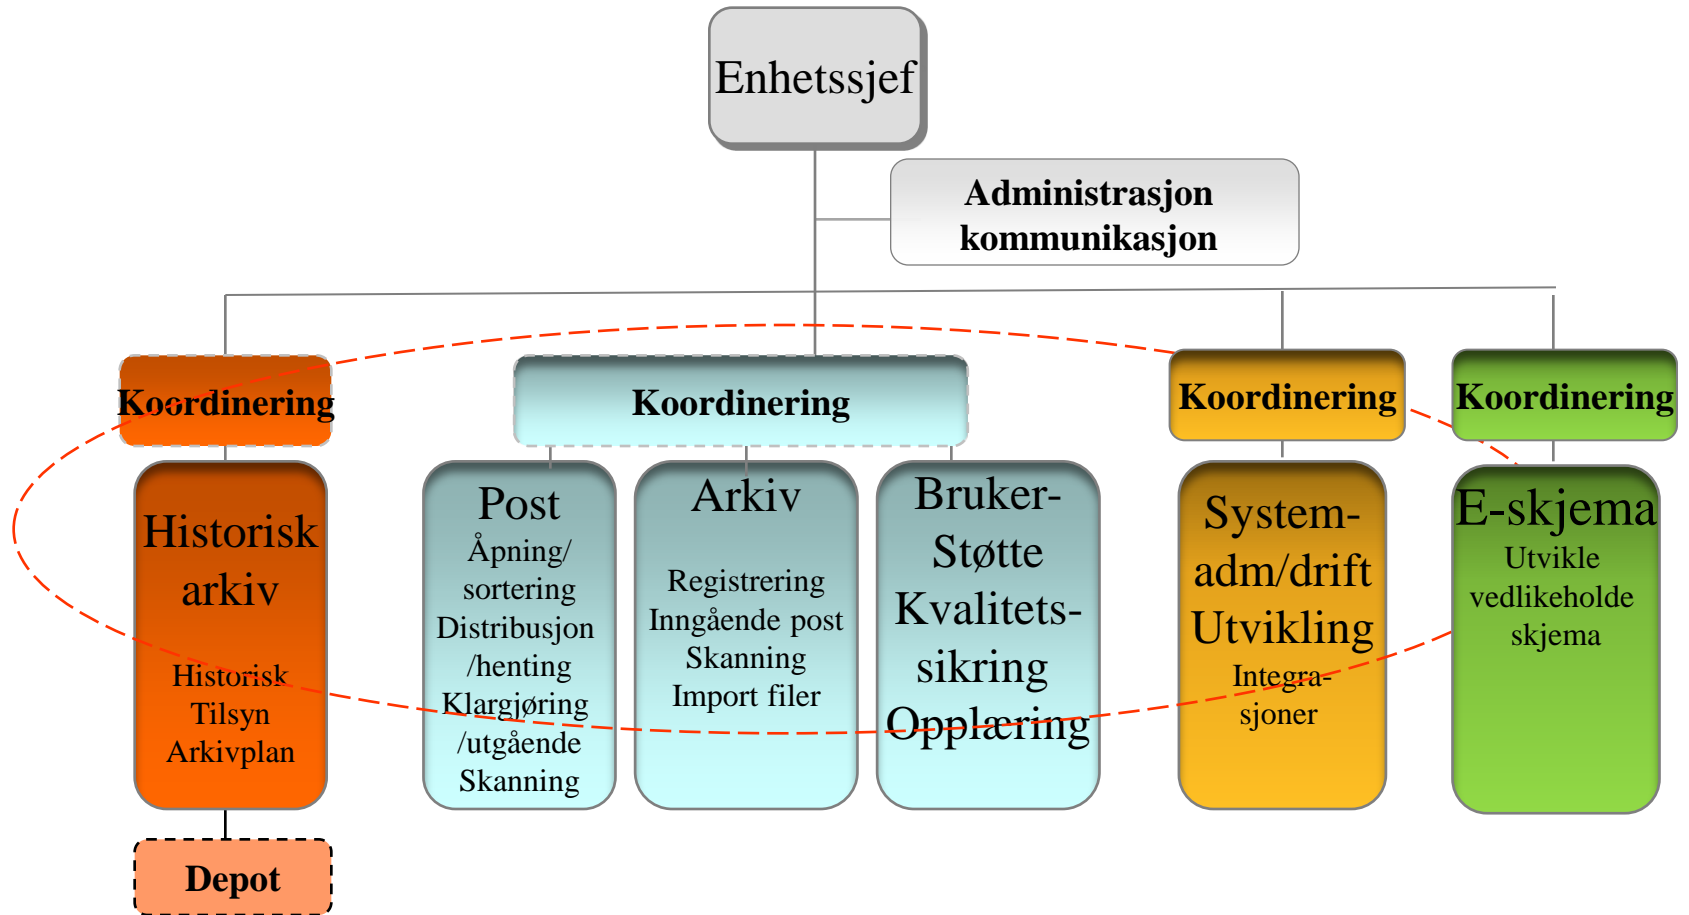 Enhetssjef
Administrasjon
kommunikasjon
Koordinering
Koordinering
Koordinering
Koordinering
Historisk
arkiv
Historisk
Tilsyn
Arkivplan
Post
Åpning/
sortering
Distribusjon
/henting
Klargjøring
/utgående
Skanning
Arkiv
Registrering
Inngående post
Skanning
Import filer
Bruker-
Støtte
Kvalitets-
sikring
Opplæring
System-
adm/drift
Utvikling
Integra-
sjoner
E-skjema
Utvikle
vedlikeholde
skjema
Depot